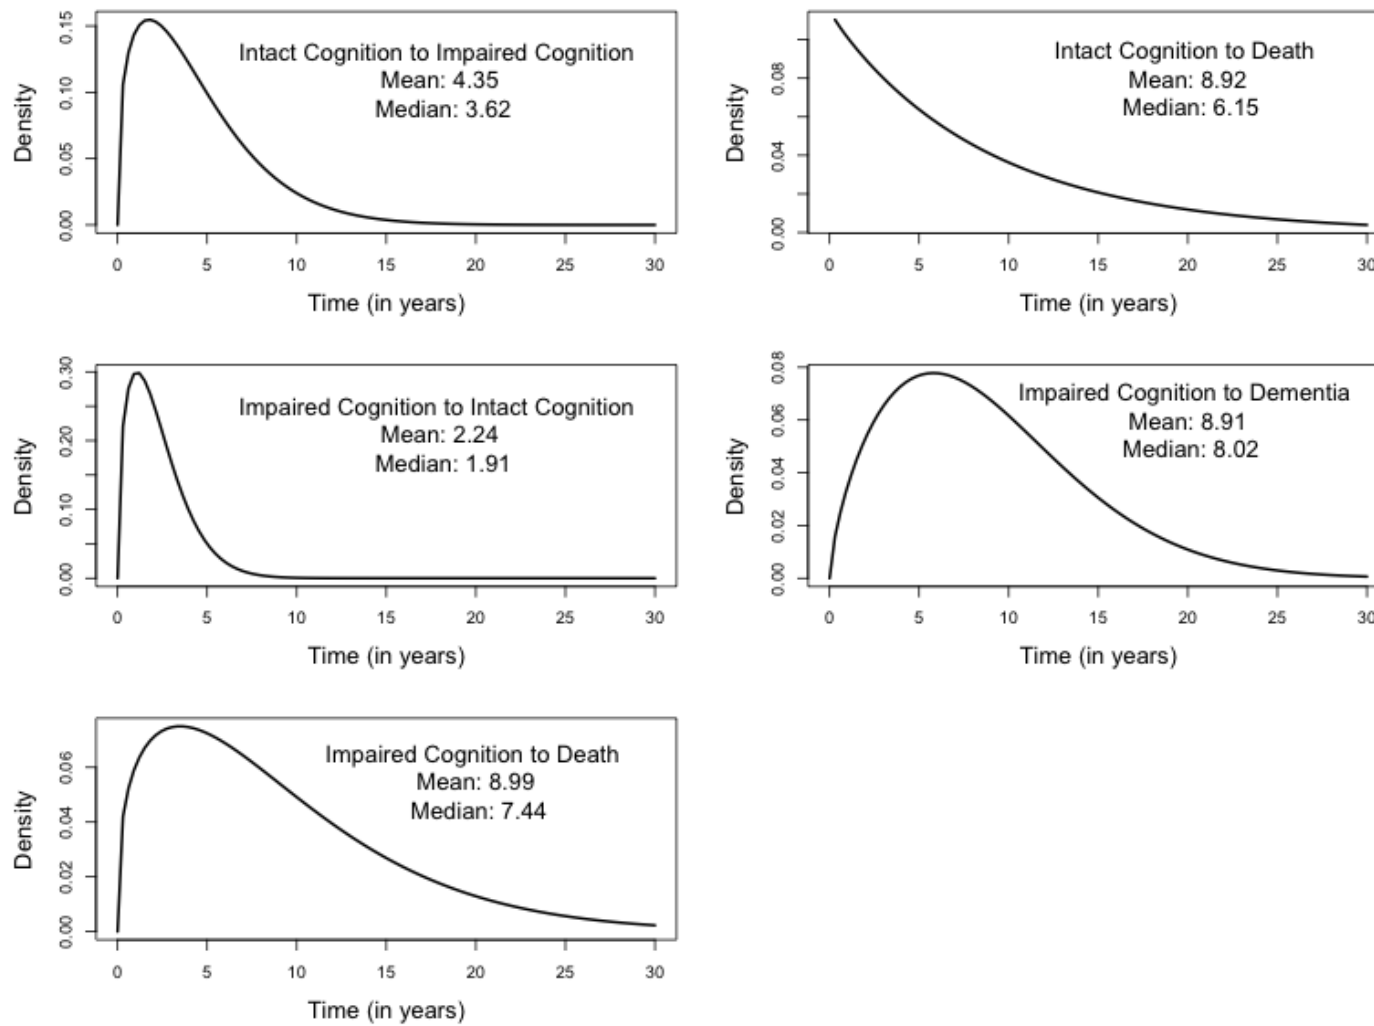 Density
0.15
0.10
0.05
0.00
Intact Cognition to Impaired Cognition
Mean: 4.35
Median: 3.62
0 5 10 15 20 25 30
Time (in years)
Density
0.08
0.04
0.00
Intact Cognition to Death
Mean: 8.92
Median: 6.15
0 5 10 15 20 25 30
Time (in years)
Density
0.30
0.20
0.10
0.00
Impaired Cognition to Intact Cognition
Mean: 2.24
Median: 1.91
0 5 10 15 20 25 30
Time (in years)
Density
0.08
0.06
0.04
0.02
0.00
Impaired Cognition to Dementia
Mean: 8.91
Median: 8.02
0 5 10 15 20 25 30
Time (in years)
Density
0.06
0.04
0.02
0.00
Impaired Cognition to Death
Mean: 8.99
Median: 7.44
0 5 10 15 20 25 30
Time (in years)